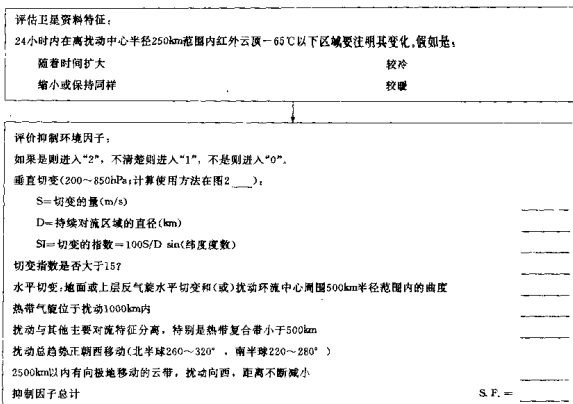 评估卫星资料特征：
24小时内在离扰动中心半径250km范围内红外云顶－65℃以下区域要注明其变化。假如是：
随着时间扩大 较冷
缩小或保持同样 较暖
评价抑制环境因子：
如果是则进入“2”，不清楚则进入“1”，不是则进入“0”。
垂直切变(200～850hPa；计算使用方法在图2___)：
S=切变的量(m/s)
D=持续对流区域的直径(km)
SI=切变的指数=100S/D sin(纬度度数)
切变指数是否大于15?
水平切变：地面或上层反气旋水平切变和(或)扰动环流中心周围500km半径范围内的曲度
热带气旋位于扰动1000km内
扰动与其他主要对流特征分离，特别是热带复合带小于500km
扰动总趋势正朝西移动(北半球260～320°，南半球220～280°)
2500km以内有向极地移动的云带，扰动向西，距离不断减小
抑制因子总计 S.F.=